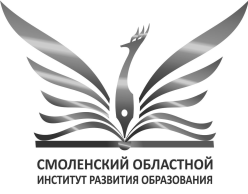 СМОЛЕНСКИЙ ОБЛАСТНОЙ
ИНСТИТУТ РАЗВИТИЯ ОБРАЗОВАНИЯ